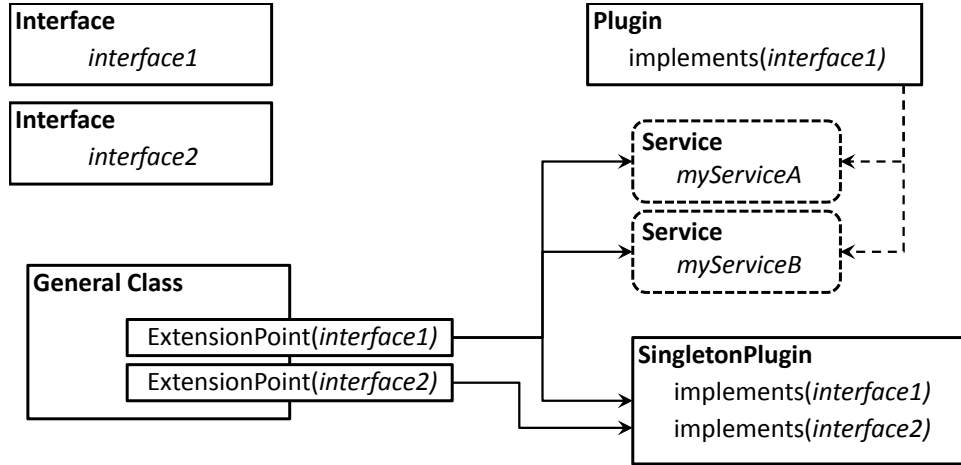 Interface
interface1
Interface
interface2
Plugin
implements(interface1)
Service
myServiceA
Service
myServiceB
General Class
ExtensionPoint(interface1)
ExtensionPoint(interface2)
SingletonPlugin
implements(interface1)
implements(interface2)